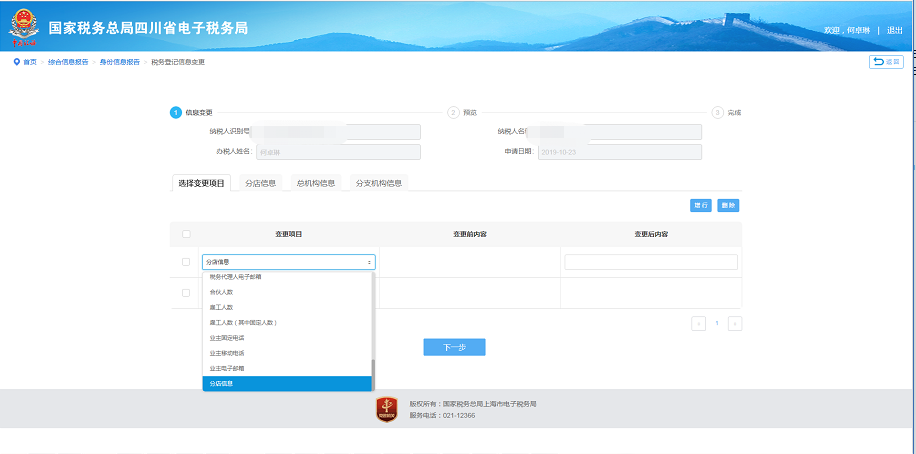 国家税务总局四川省电子税务局
欢迎，何卓琳 | 退出
首页 > 综合信息报告 > 身份信息报告 > 税务登记信息变更
返回
1 信息变更 2 预览 3 完成
纳税人识别号 纳税人名
办税人姓名： 柯卓琳 申请日期： 2019-10-23
选择变更项目 分店信息 总机构信息 分支机构信息
增行 删除
变更项目 变更前内容 变更后内容
分店信息
税务代理人电子邮箱
合伙人数
雇工人数
雇工人数（其中固定人数）
业主固定电话
业主移动电话
业主电子邮箱
分店信息
< 1 >
下一步
版权所有：国家税务总局上海市电子税务局
服务电话：021-12366